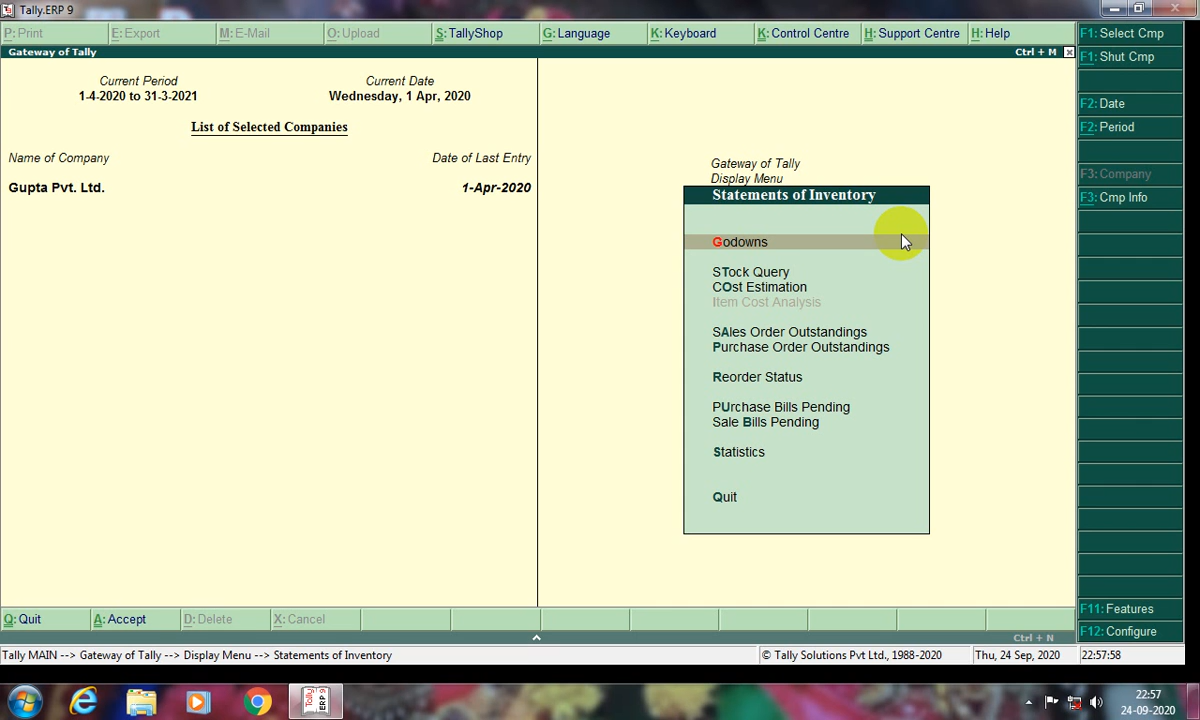 Tally.ERP 9
P: Print E: Export M: E-Mail O: Upload S: TallyShop G: Language K: Keyboard K: Control Centre H: Support Centre H: Help
Gateway of Tally Ctrl + M
Current Period Current Date
1-4-2020 to 31-3-2021 Wednesday, 1 Apr, 2020
List of Selected Companies
Name of Company Date of Last Entry
Gupta Pvt. Ltd. 1-Apr-2020
Gateway of Tally
Display Menu
Statements of Inventory
Godowns
STock Query
COst Estimation
Item Cost Analysis
SAles Order Outstandings
Purchase Order Outstandings
Reorder Status
PUrchase Bills Pending
Sale Bills Pending
Statistics
Quit
F1: Select Cmp
F1: Shut Cmp
F2: Date
F2: Period
F3: Company
F3: Cmp Info
F11: Features
F12: Configure
Q: Quit A: Accept D: Delete X: Cancel
Ctrl + N
Tally MAIN --> Gateway of Tally --> Display Menu --> Statements of Inventory © Tally Solutions Pvt Ltd., 1988-2020 Thu, 24 Sep, 2020 22:57:58
Tally ERP 9
22:57
24-09-2020